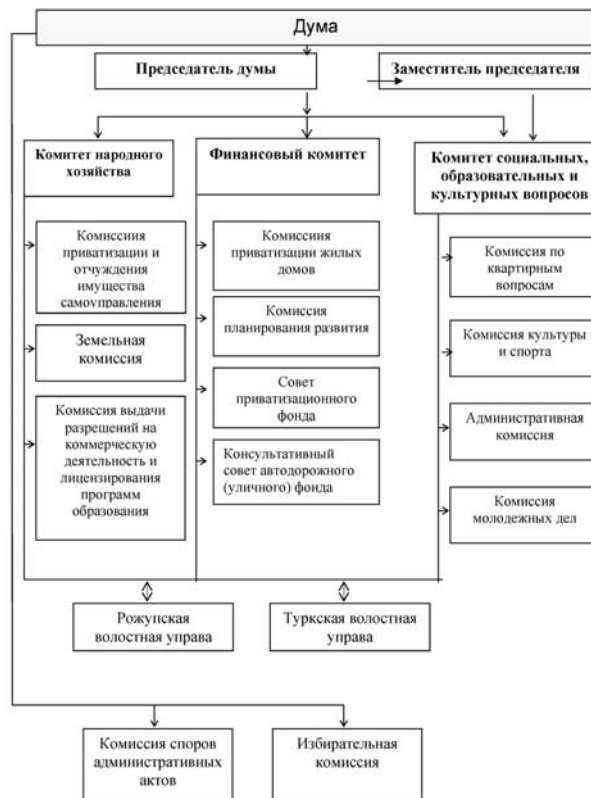 Дума
Председатель думы
Заместитель председателя
Комитет народного
хозяйства
Финансовый комитет
Комитет социальных,
образовательных и
культурных вопросов
Комиссиия
приватизации и
отчуждения
имущества
самоуправления
Земельная
комиссия
Комиссия выдачи
разрешений на
коммерческую
деятельность и
лицензирования
программ
образования
Комиссиия
приватизации жилых
домов
Комиссия
планирования развития
Совет
приватизационного
фонда
Консультативный
совет автодорожного
(уличного) фонда
Комиссия по
квартирным
вопросам
Комиссия культуры
и спорта
Административная
комиссия
Комиссия
молодежных дел
Рожупская
волостная управа
Туркская волостная
управа
Комиссия споров
административных
актов
Избирательная
комиссия